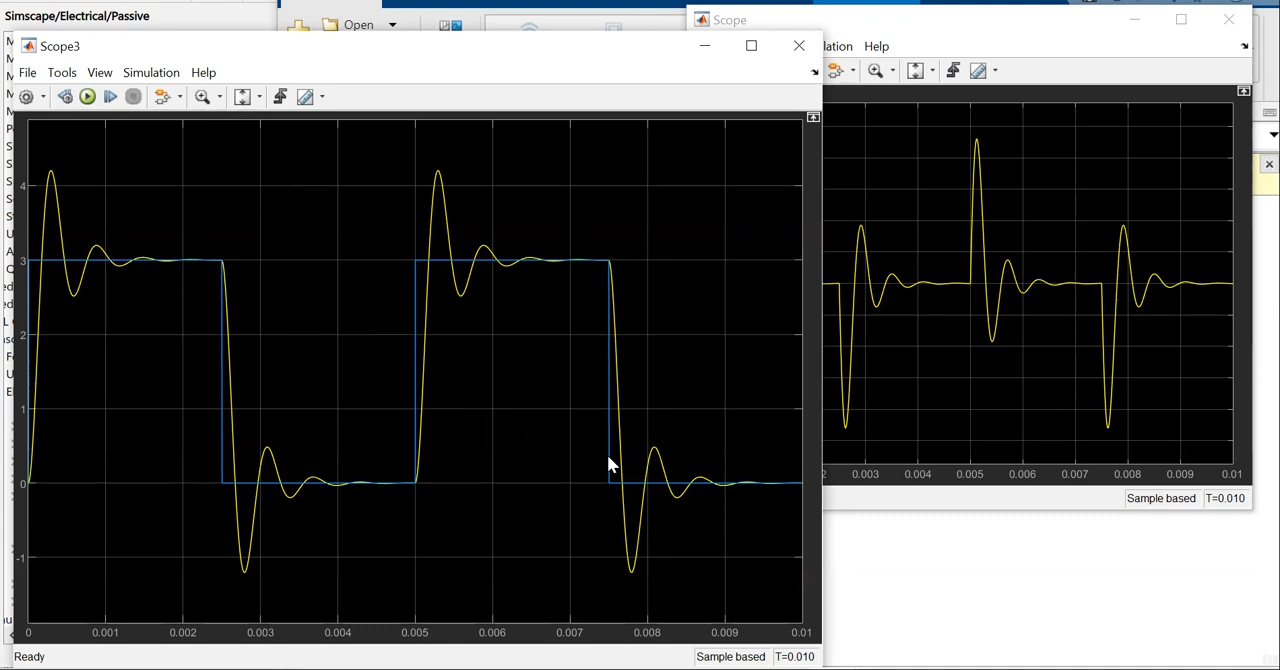 Simscape/Electrical/Passive
Open
Scope
Scope3
lation Help
File Tools View Simulation Help
4
3
2
1
0
-1
0 0.001 0.002 0.003 0.004 0.005 0.006 0.007 0.008 0.009 0.01
2 0.003 0.004 0.005 0.006 0.007 0.008 0.009 0.01
Sample based T=0.010
Ready
Sample based T=0.010